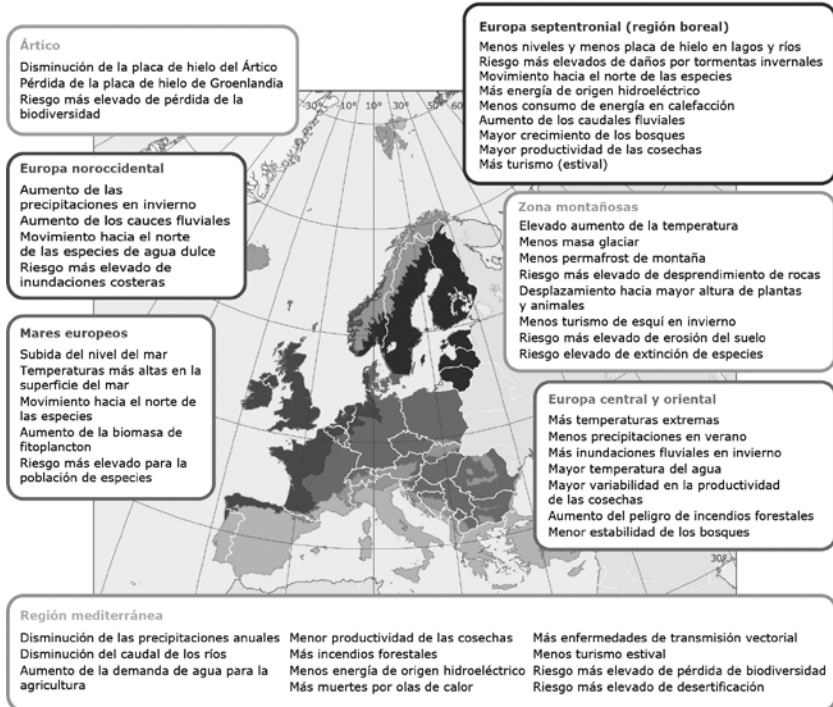 Ártico
Disminución de la placa de hielo del Ártico
Pérdida de la placa de hielo de Groenlandia
Riesgo más elevado de pérdida de la
biodiversidad
Europa septentronial (región boreal)
Menos niveles y menos placa de hielo en lagos y ríos
Riesgo más elevados de daños por tormentas invernales
Movimiento hacia el norte de las especies
Más energía de origen hidroeléctrico
Menos consumo de energía en calefacción
Aumento de los caudales fluviales
Mayor crecimiento de los bosques
Mayor productividad de las cosechas
Más turismo (estival)
-30° -10° 10° 30° 50° 60
Europa noroccidental
Aumento de las
precipitaciones en invierno
Aumento de los cauces fluviales
Movimiento hacia el norte
de las especies de agua dulce
Riesgo más elevado de
inundaciones costeras
Zona montañosas
Elevado aumento de la temperatura
Menos masa glaciar
Menos permafrost de montaña
Riesgo más elevado de desprendimiento de rocas
Desplazamiento hacia mayor altura de plantas
y animales
Menos turismo de esquí en invierno
Riesgo más elevado de erosión del suelo
Riesgo elevado de extinción de especies
Mares europeos
Subida del nivel del mar
Temperaturas más altas en la
superficie del mar
Movimiento hacia el norte de
las especies
Aumento de la biomasa de
fitoplancton
Riesgo más elevado para la
población de especies
Europa central y oriental
Más temperaturas extremas
Menos precipitaciones en verano
Más inundaciones fluviales en invierno
Mayor temperatura del agua
Mayor variabilidad en la productividad
de las cosechas
Aumento del peligro de incendios forestales
Menor estabilidad de los bosques
30°
Región mediterránea
Disminución de las precipitaciones anuales
Disminución del caudal de los ríos
Aumento de la demanda de agua para la
agricultura
Menor productividad de las cosechas
Más incendios forestales
Menos energía de origen hidroeléctrico
Más muertes por olas de calor
Más enfermedades de transmisión vectorial
Menos turismo estival
Riesgo más elevado de pérdida de biodiversidad
Riesgo más elevado de desertificación